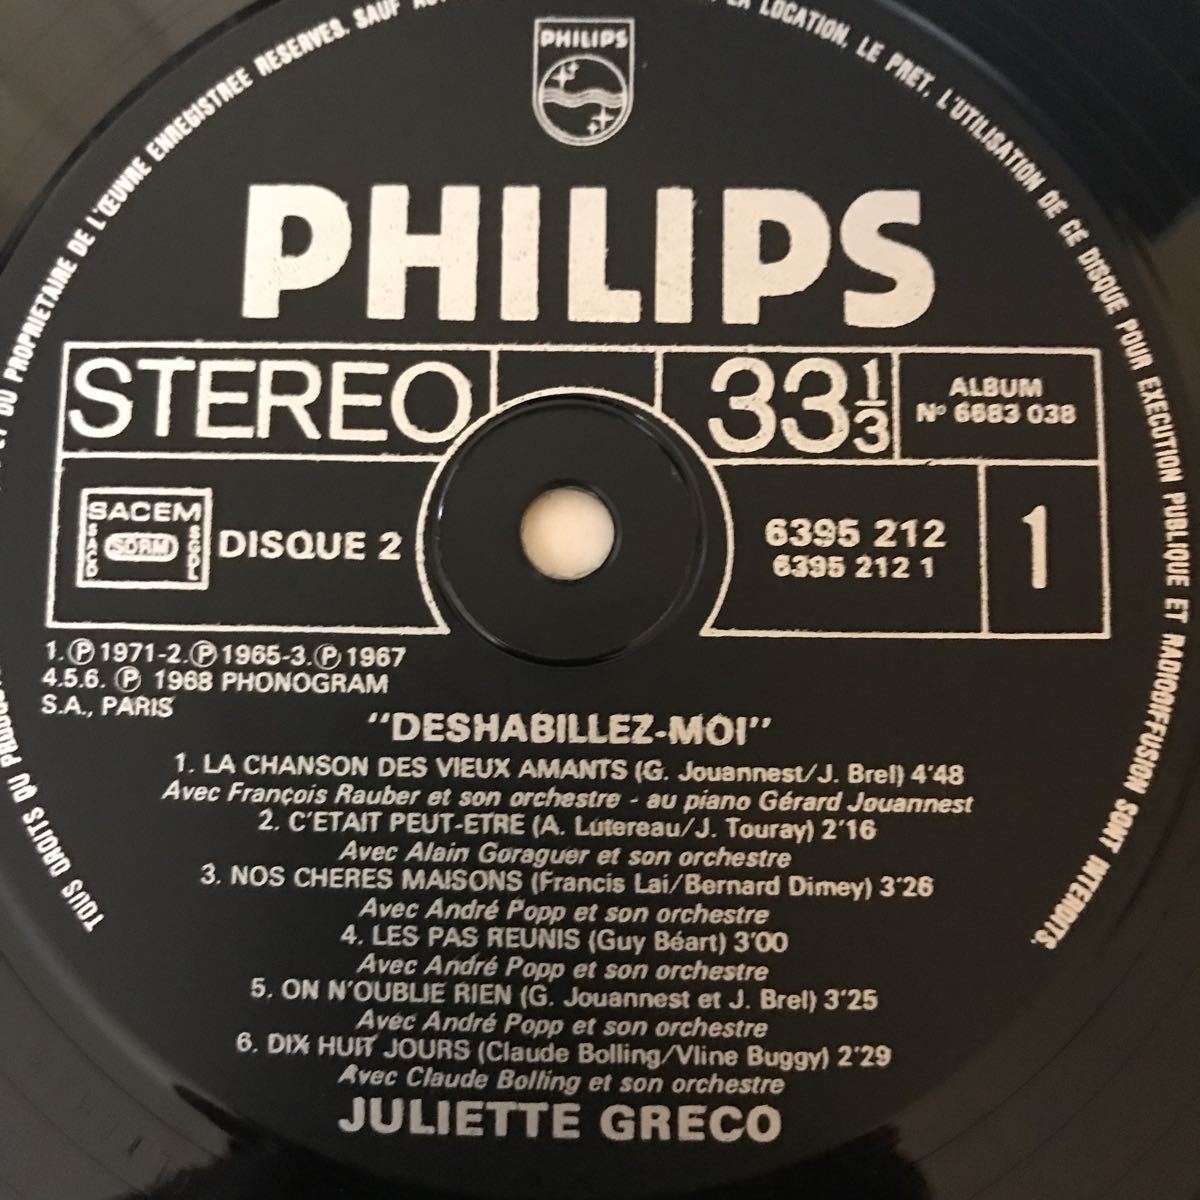 TOUS DROITS DU
ET DU PROPRIETAIRE DE L'ŒUVRE ENREGISTREE RESERVES. SAUF
LA LOCATION, LE PRET, L'UTILISATION DE CE DISQUE POUR EXECUTION PUBLIQUE ET RADIODIFFUSION SONT INTERDITS.
PHILIPS
PHILIPS
STEREO
33 1/3
ALBUM
N° 6683 038
SACEM
SACD
SDRM
SGDL
DISQUE 2
6395 212
6395 212 1
1
1.Ⓟ1971-2.Ⓟ1965-3.Ⓟ1967
4.5.6. Ⓟ 1968 PHONOGRAM
S.A., PARIS
"DESHABILLEZ-MOI"
1. LA CHANSON DES VIEUX AMANTS (G. Jouannest/J. Brel) 4'48
Avec François Rauber et son orchestre - au piano Gérard Jouannest
2. C'ETAIT PEUT-ETRE (A. Lutereau/J. Touray) 2'16
Avec Alain Goraguer et son orchestre
3. NOS CHERES MAISONS (Francis Lai/Bernard Dimey) 3'26
Avec André Popp et son orchestre
4. LES PAS REUNIS (Guy Béart) 3'00
Avec André Popp et son orchestre
5. ON N'OUBLIE RIEN (G. Jouannest et J. Brel) 3'25
Avec André Popp et son orchestre
6. DIX HUIT JOURS (Claude Bolling/Vline Buggy) 2'29
Avec Claude Bolling et son orchestre
JULIETTE GRECO